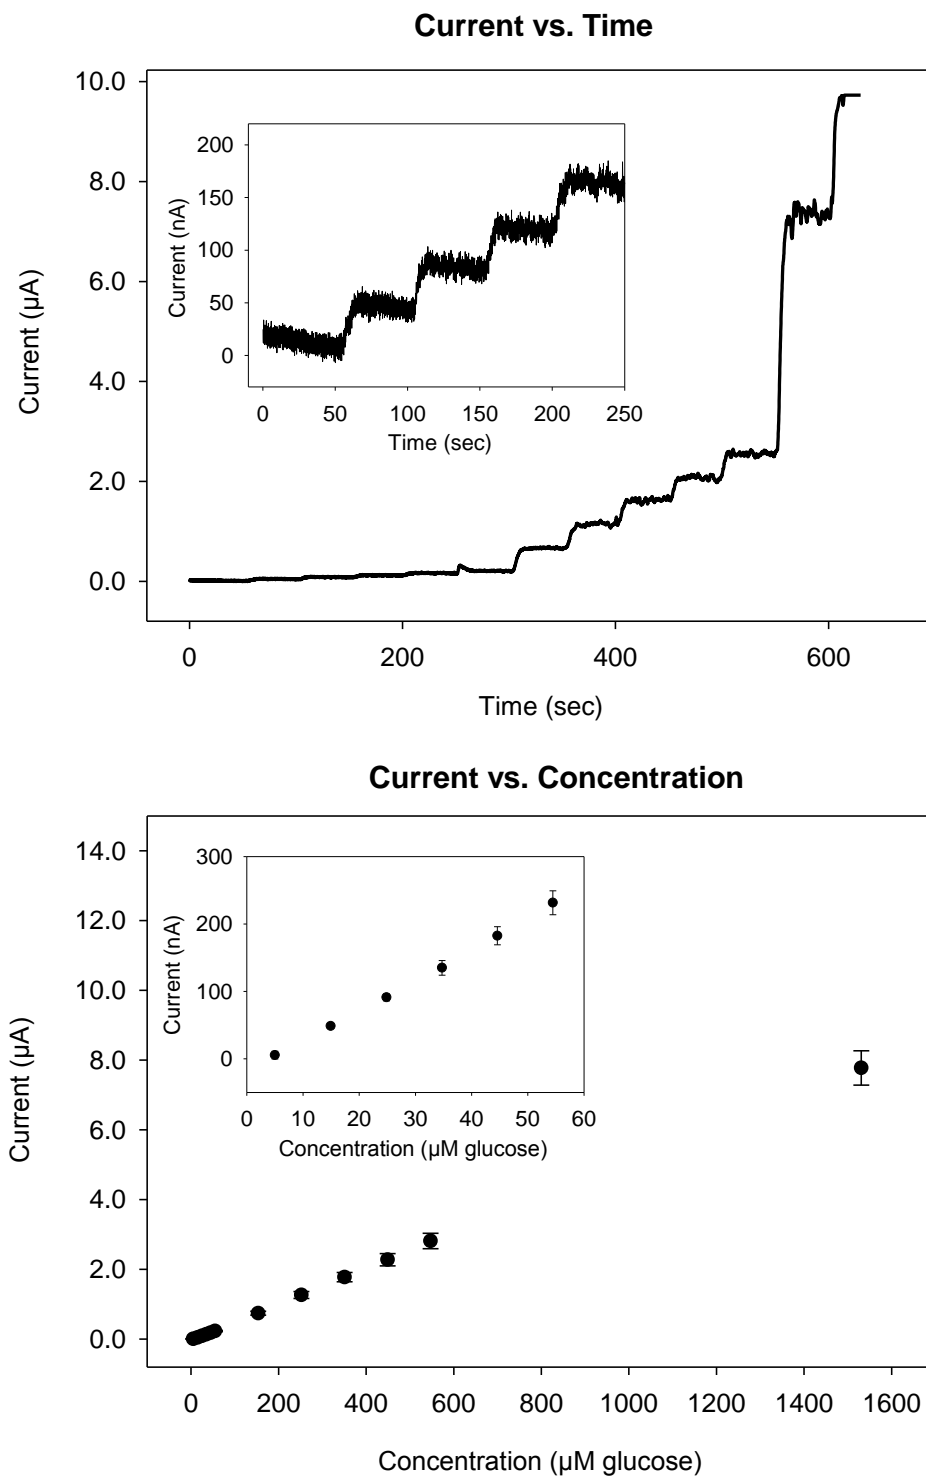 Current vs. Time
10.0
8.0
6.0
4.0
2.0
0.0
Current (µA)
0 200 400 600
Time (sec)
200
150
100
50
0
Current (nA)
0 50 100 150 200 250
Time (sec)
Current vs. Concentration
14.0
12.0
10.0
8.0
6.0
4.0
2.0
0.0
Current (µA)
0 200 400 600 800 1000 1200 1400 1600
Concentration (µM glucose)
300
200
100
0
Current (nA)
0 10 20 30 40 50 60
Concentration (µM glucose)